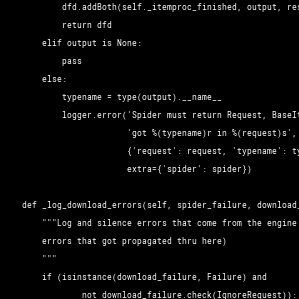 dfd.addBoth(self._itemproc_finished, output, res
return dfd
elif output is None:
pass
else:
typename = type(output).__name__
logger.error('Spider must return Request, BaseIt
'got %(typename)r in %(request)s',
{'request': request, 'typename': ty
extra={'spider': spider})
def _log_download_errors(self, spider_failure, download_
"""Log and silence errors that come from the engine
errors that got propagated thru here)
"""
if (isinstance(download_failure, Failure) and
not download_failure.check(IgnoreRequest)):